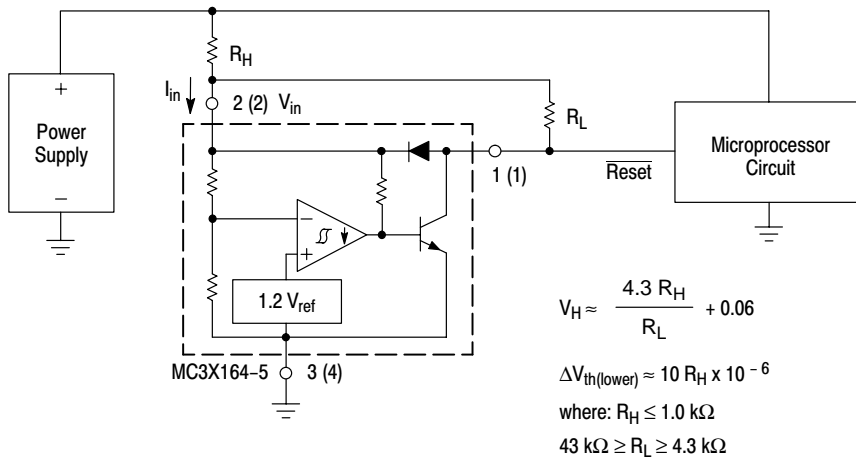 R_H
I_in
2 (2) V_in
+
Power
Supply
−
R_L
1 (1)
Reset
Microprocessor
Circuit
−
+
1.2 V_ref
MC3X164–5 3 (4)
V_H ≈ 4.3 R_H / R_L + 0.06
ΔV_th(lower) ≈ 10 R_H x 10^–6
where: R_H ≤ 1.0 kΩ
43 kΩ ≥ R_L ≥ 4.3 kΩ